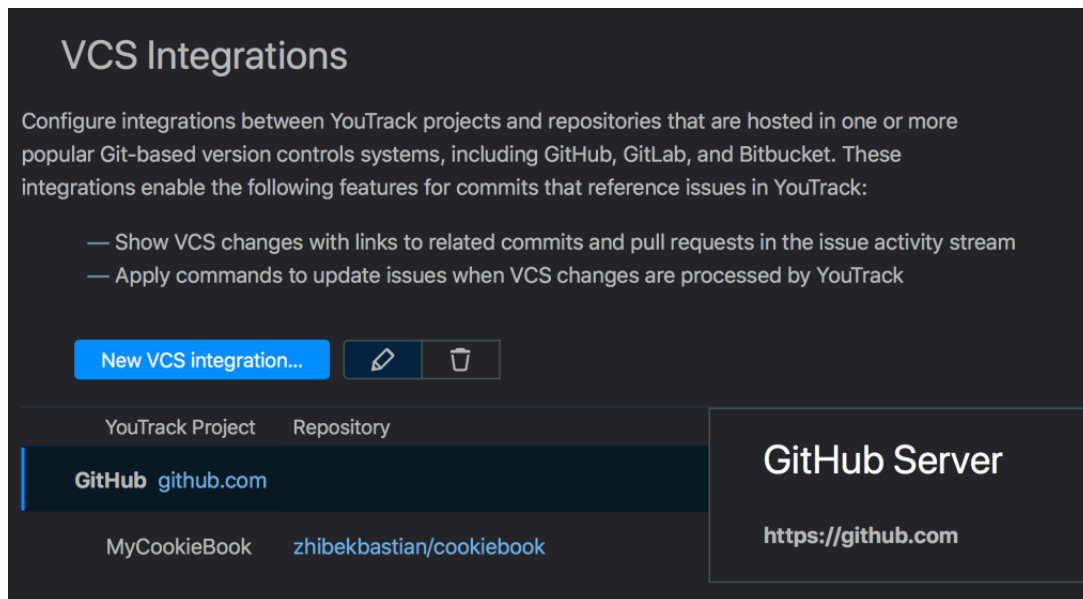 VCS Integrations
Configure integrations between YouTrack projects and repositories that are hosted in one or more
popular Git-based version controls systems, including GitHub, GitLab, and Bitbucket. These
integrations enable the following features for commits that reference issues in YouTrack:
— Show VCS changes with links to related commits and pull requests in the issue activity stream
— Apply commands to update issues when VCS changes are processed by YouTrack
New VCS integration...
YouTrack Project Repository
GitHub github.com
MyCookieBook zhibekbastian/cookiebook
GitHub Server
https://github.com